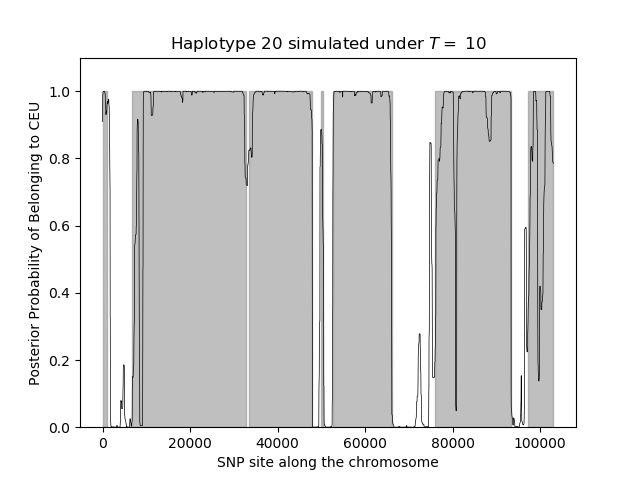 Haplotype 20 simulated under T = 10
Posterior Probability of Belonging to CEU
1.0
0.8
0.6
0.4
0.2
0.0
0 20000 40000 60000 80000 100000
SNP site along the chromosome